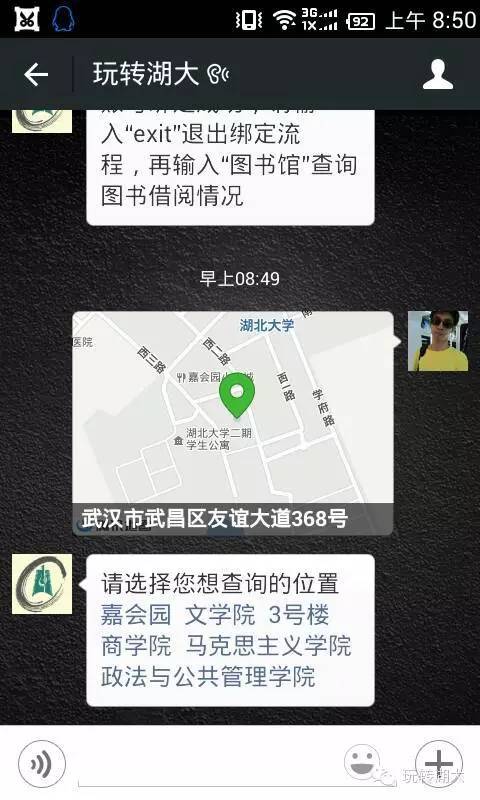 3G
1X
92
上午 8:50
玩转湖大
入“exit”退出绑定流
程，再输入“图书馆”查询
图书借阅情况
早上08:49
湖北大学
医院
西三路
西二路
嘉会园
西一路
学府路
湖北大学二期
学生公寓
武汉市武昌区友谊大道368号
请选择您想查询的位置
嘉会园 文学院 3号楼
商学院 马克思主义学院
政法与公共管理学院
玩转湖大